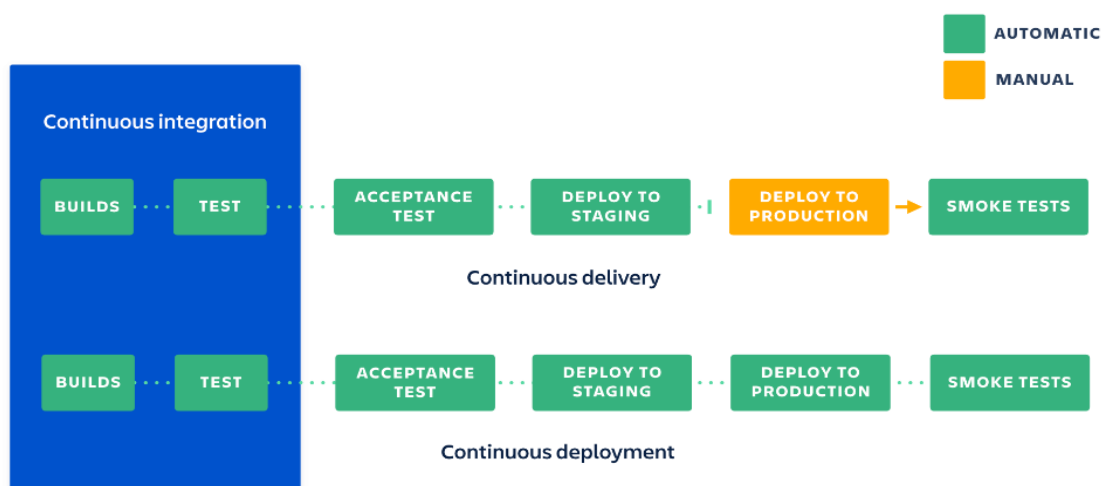 AUTOMATIC
MANUAL
Continuous integration
BUILDS
TEST
ACCEPTANCE
TEST
DEPLOY TO
STAGING
DEPLOY TO
PRODUCTION
SMOKE TESTS
Continuous delivery
BUILDS
TEST
ACCEPTANCE
TEST
DEPLOY TO
STAGING
DEPLOY TO
PRODUCTION
SMOKE TESTS
Continuous deployment